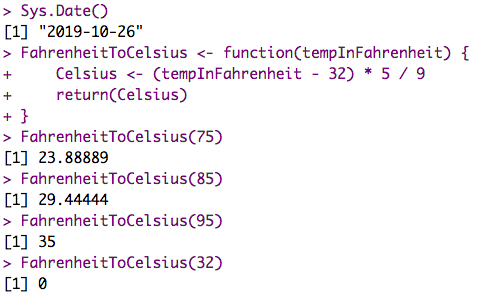 > Sys.Date()
[1] "2019-10-26"
> FahrenheitToCelsius <- function(tempInFahrenheit) {
+     Celsius <- (tempInFahrenheit - 32) * 5 / 9
+     return(Celsius)
+ }
> FahrenheitToCelsius(75)
[1] 23.88889
> FahrenheitToCelsius(85)
[1] 29.44444
> FahrenheitToCelsius(95)
[1] 35
> FahrenheitToCelsius(32)
[1] 0